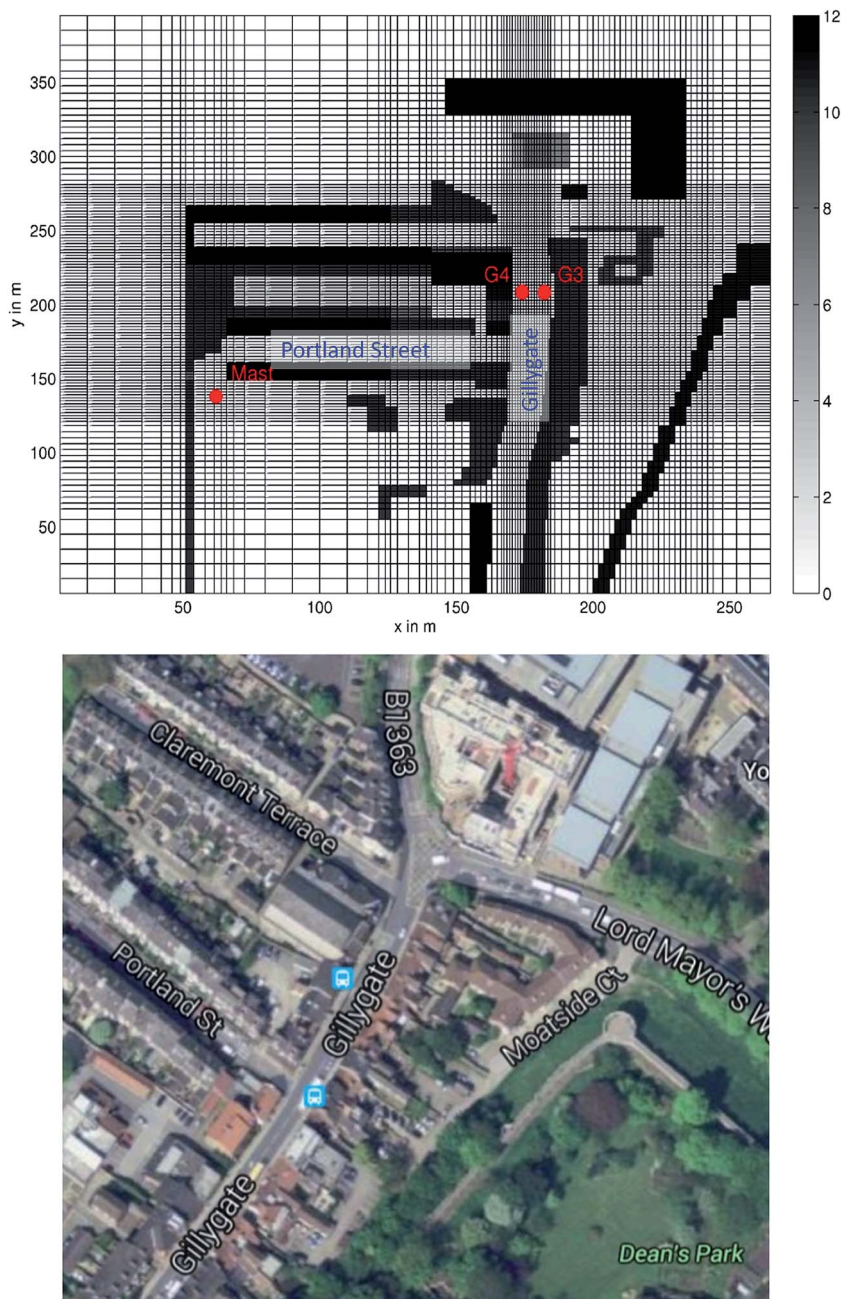 12
350
10
300
8
250
G4 G3
y in m
200
6
Portland Street
Gillygate
Mast
150
4
100
2
50
0
50 100 150 200 250
x in m
B1363
Claremont Terrace
Yo
Portland St
Gillygate
Lord Mayor's W
Moatside Ct
Gillygate
Dean's Park